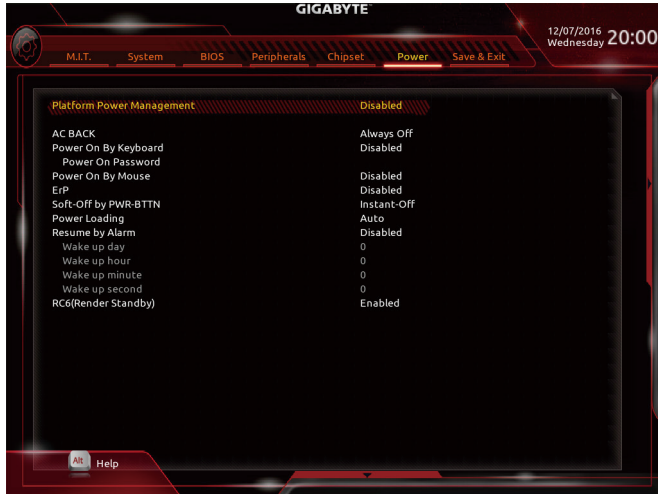 GIGABYTE™
12/07/2016
Wednesday 20:00
M.I.T. System BIOS Peripherals Chipset Power Save & Exit
Platform Power Management Disabled
AC BACK Always Off
Power On By Keyboard Disabled
Power On Password
Power On By Mouse Disabled
ErP Disabled
Soft-Off by PWR-BTTN Instant-Off
Power Loading Auto
Resume by Alarm Disabled
Wake up day 0
Wake up hour 0
Wake up minute 0
Wake up second 0
RC6(Render Standby) Enabled
Alt Help